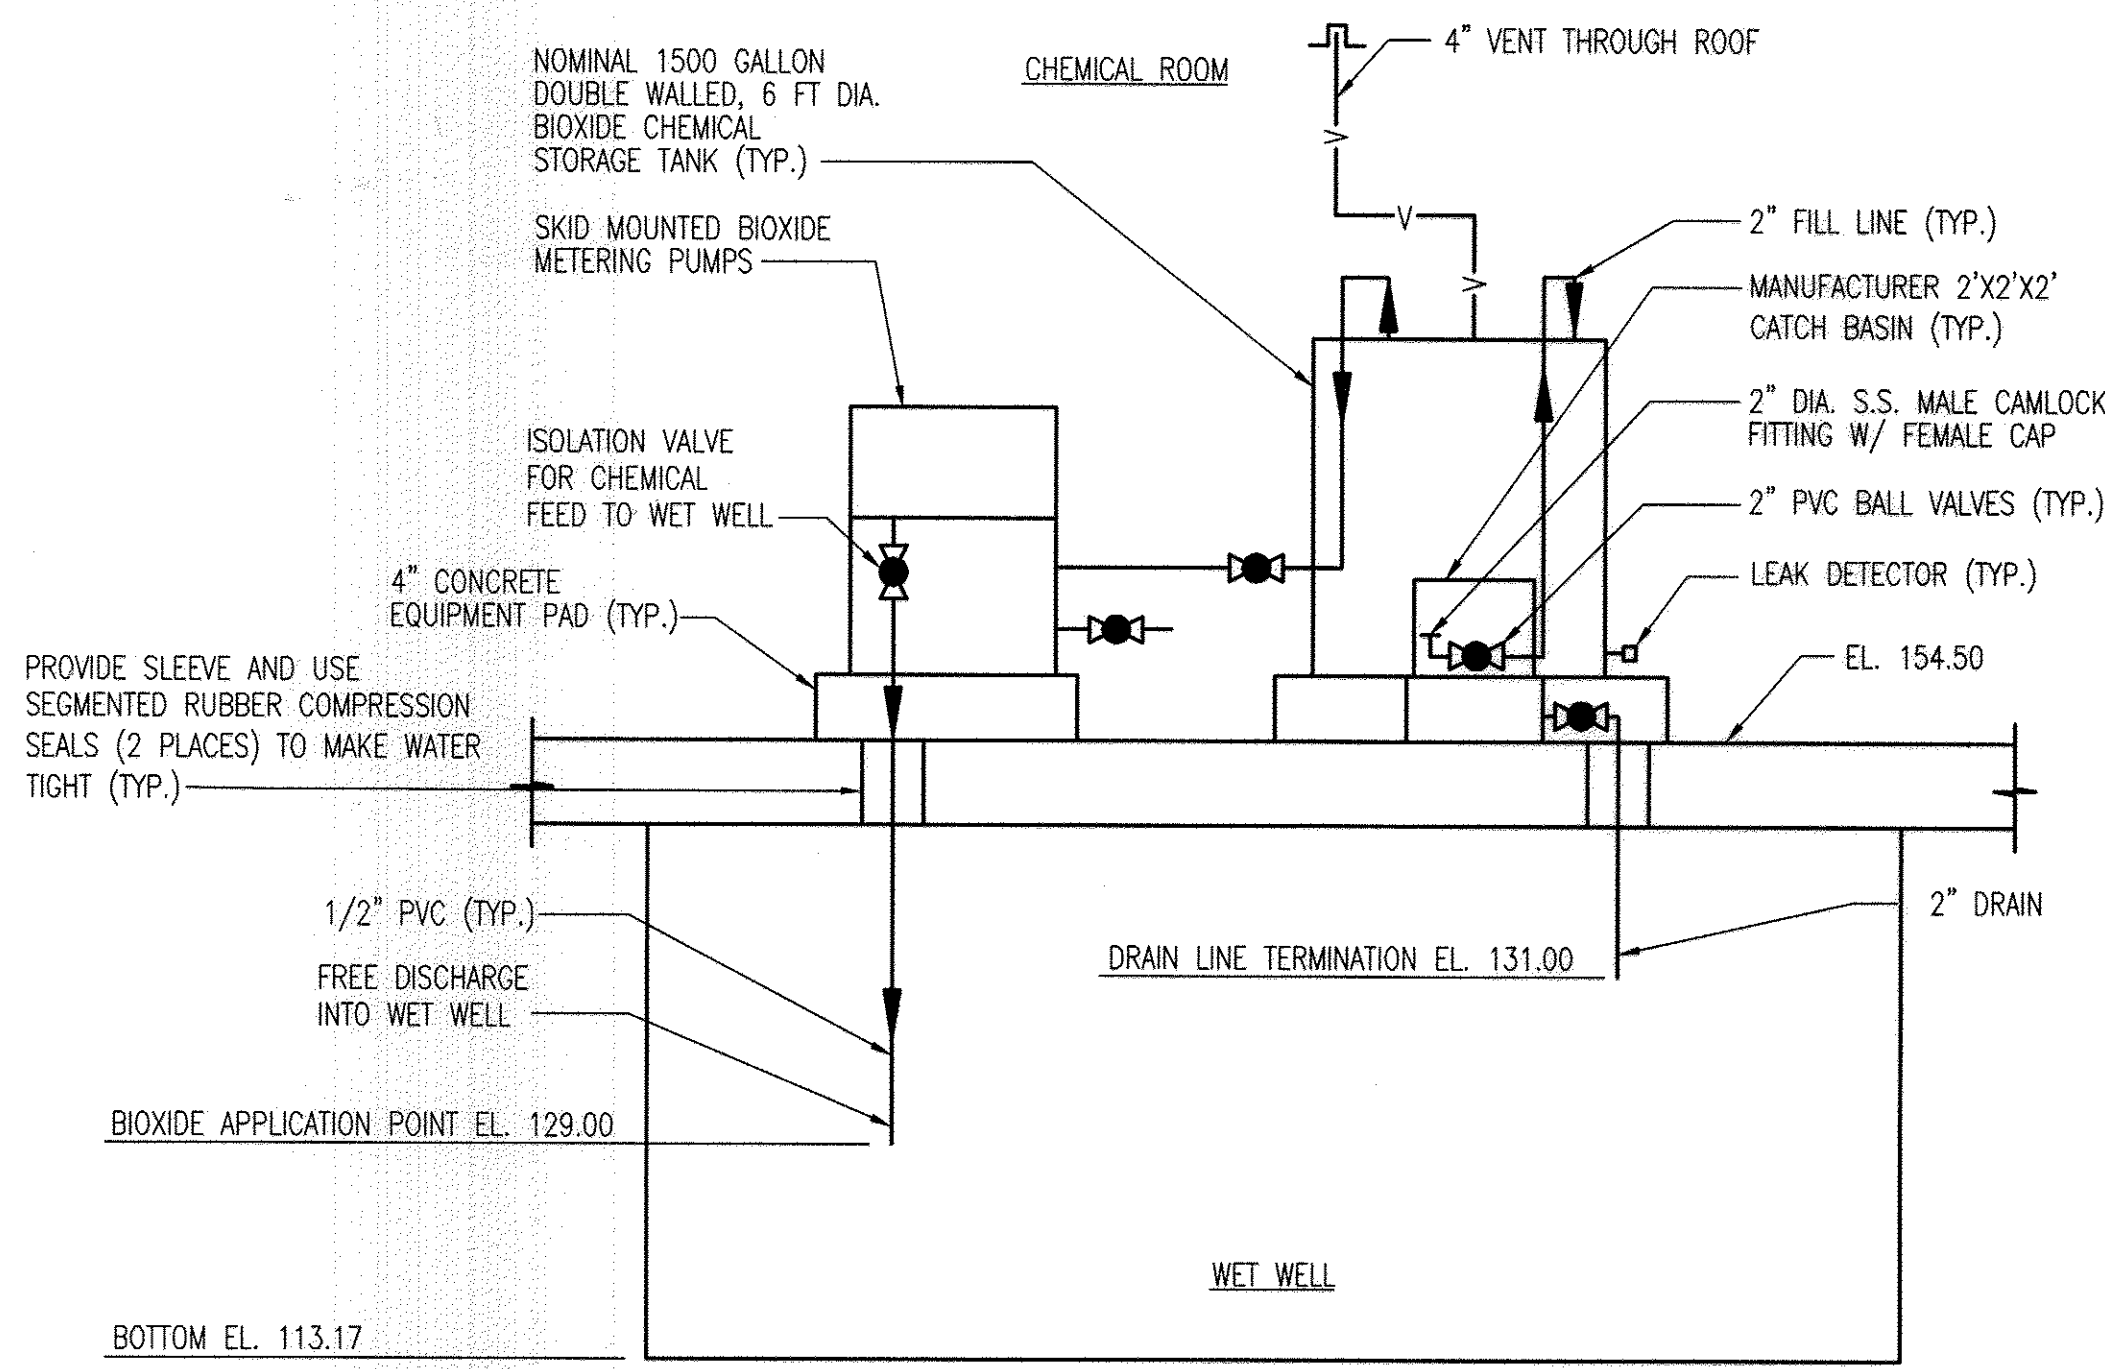 NOMINAL 1500 GALLON
DOUBLE WALLED, 6 FT DIA.
BIOXIDE CHEMICAL
STORAGE TANK (TYP.)
CHEMICAL ROOM
4" VENT THROUGH ROOF
V
V
V
SKID MOUNTED BIOXIDE
METERING PUMPS
2" FILL LINE (TYP.)
MANUFACTURER 2'X2'X2'
CATCH BASIN (TYP.)
2" DIA. S.S. MALE CAMLOCK
FITTING W/ FEMALE CAP
ISOLATION VALVE
FOR CHEMICAL
FEED TO WET WELL
2" PVC BALL VALVES (TYP.)
LEAK DETECTOR (TYP.)
4" CONCRETE
EQUIPMENT PAD (TYP.)
EL. 154.50
PROVIDE SLEEVE AND USE
SEGMENTED RUBBER COMPRESSION
SEALS (2 PLACES) TO MAKE WATER
TIGHT (TYP.)
1/2" PVC (TYP.)
2" DRAIN
FREE DISCHARGE
INTO WET WELL
DRAIN LINE TERMINATION EL. 131.00
BIOXIDE APPLICATION POINT EL. 129.00
WET WELL
BOTTOM EL. 113.17